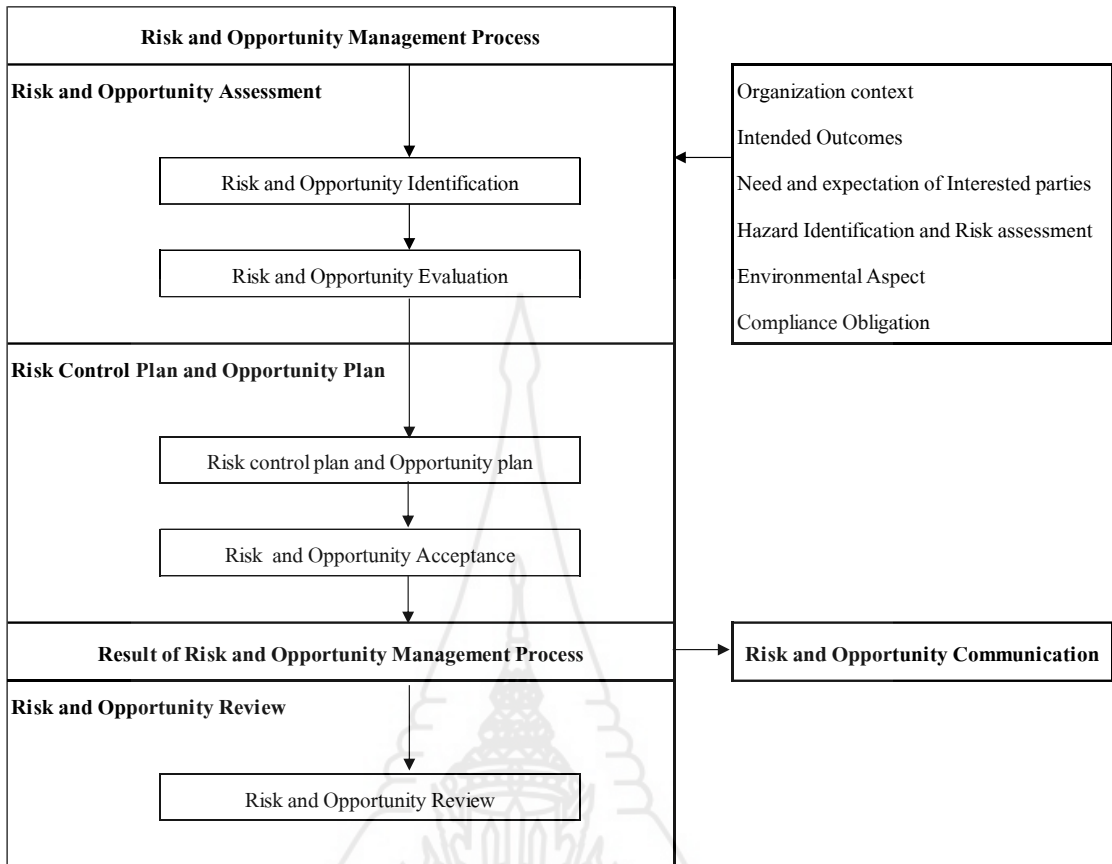 Risk and Opportunity Management Process
Risk and Opportunity Assessment
Risk and Opportunity Identification
Risk and Opportunity Evaluation
Organization context
Intended Outcomes
Need and expectation of Interested parties
Hazard Identification and Risk assessment
Environmental Aspect
Compliance Obligation
Risk Control Plan and Opportunity Plan
Risk control plan and Opportunity plan
Risk and Opportunity Acceptance
Result of Risk and Opportunity Management Process
Risk and Opportunity Communication
Risk and Opportunity Review
Risk and Opportunity Review